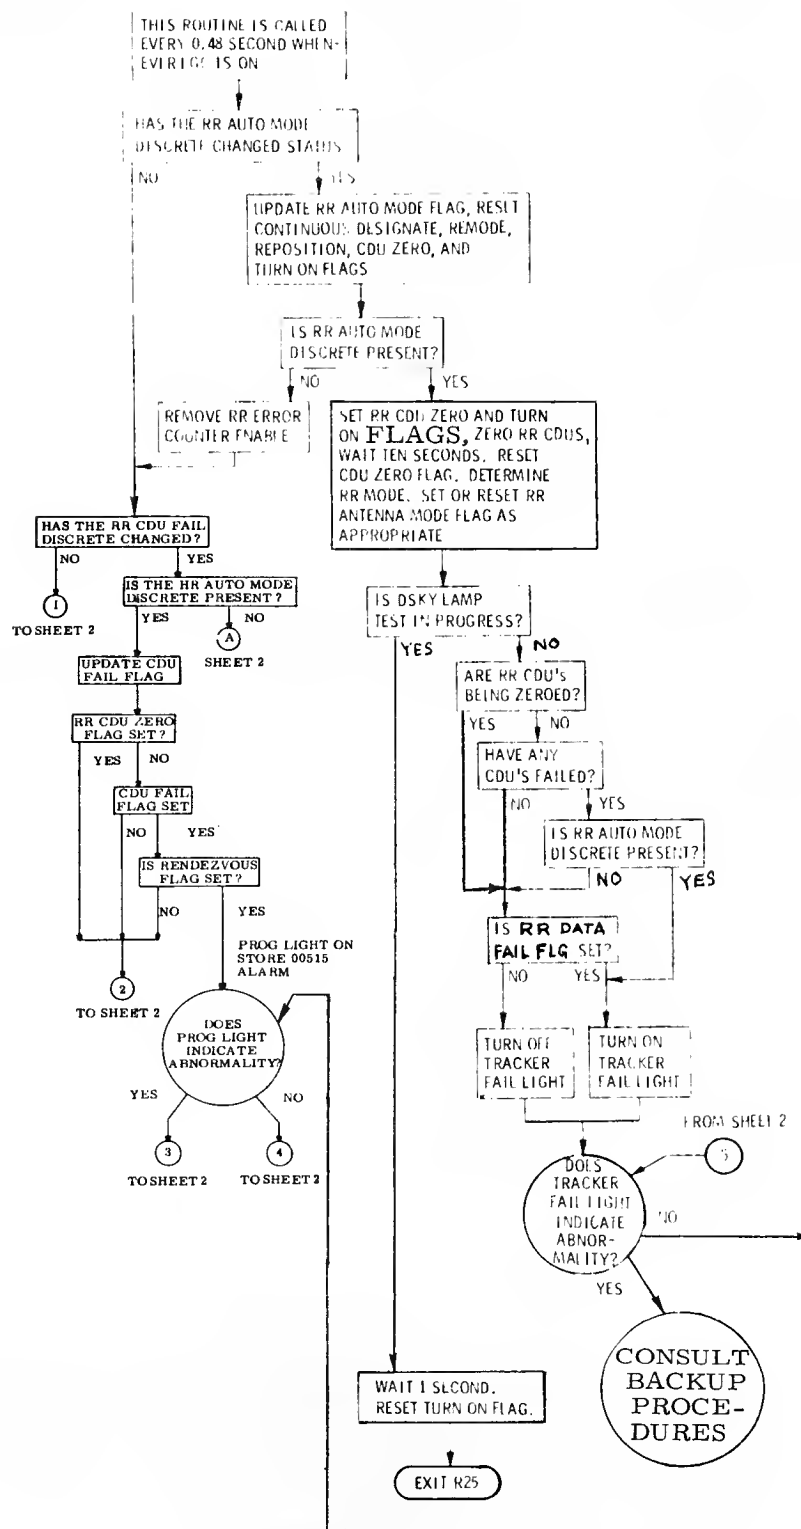 THIS ROUTINE IS CALLED
EVERY 0.48 SECOND WHEN-
EVER LGC IS ON
HAS THE RR AUTO MODE
DISCRETE CHANGED STATUS
NO
YES
UPDATE RR AUTO MODE FLAG, RESET
CONTINUOUS DESIGNATE, REMODE,
REPOSITION, CDU ZERO, AND
TURN ON FLAGS
IS RR AUTO MODE
DISCRETE PRESENT?
NO
YES
REMOVE RR ERROR
COUNTER ENABLE
SET RR CDU ZERO AND TURN
ON FLAGS, ZERO RR CDUS,
WAIT TEN SECONDS. RESET
CDU ZERO FLAG. DETERMINE
RR MODE. SET OR RESET RR
ANTENNA MODE FLAG AS
APPROPRIATE
HAS THE RR CDU FAIL
DISCRETE CHANGED?
NO
YES
1
TO SHEET 2
IS THE RR AUTO MODE
DISCRETE PRESENT?
YES
NO
A
SHEET 2
UPDATE CDU
FAIL FLAG
RR CDU ZERO
FLAG SET?
YES
NO
CDU FAIL
FLAG SET
NO
YES
IS RENDEZVOUS
FLAG SET?
NO
YES
2
TO SHEET 2
PROG LIGHT ON
STORE 00515
ALARM
DOES
PROG LIGHT
INDICATE
ABNORMALITY?
YES
NO
3
TO SHEET 2
4
TO SHEET 2
IS DSKY LAMP
TEST IN PROGRESS?
YES
NO
ARE RR CDU's
BEING ZEROED?
YES
NO
HAVE ANY
CDU'S FAILED?
NO
YES
IS RR AUTO MODE
DISCRETE PRESENT?
NO
YES
IS RR DATA
FAIL FLG SET?
NO
YES
TURN OFF
TRACKER
FAIL LIGHT
TURN ON
TRACKER
FAIL LIGHT
FROM SHEET 2
DOES
TRACKER
FAIL LIGHT
INDICATE
ABNOR-
MALITY?
NO
YES
CONSULT
BACKUP
PROCE-
DURES
WAIT 1 SECOND.
RESET TURN ON FLAG.
EXIT R25